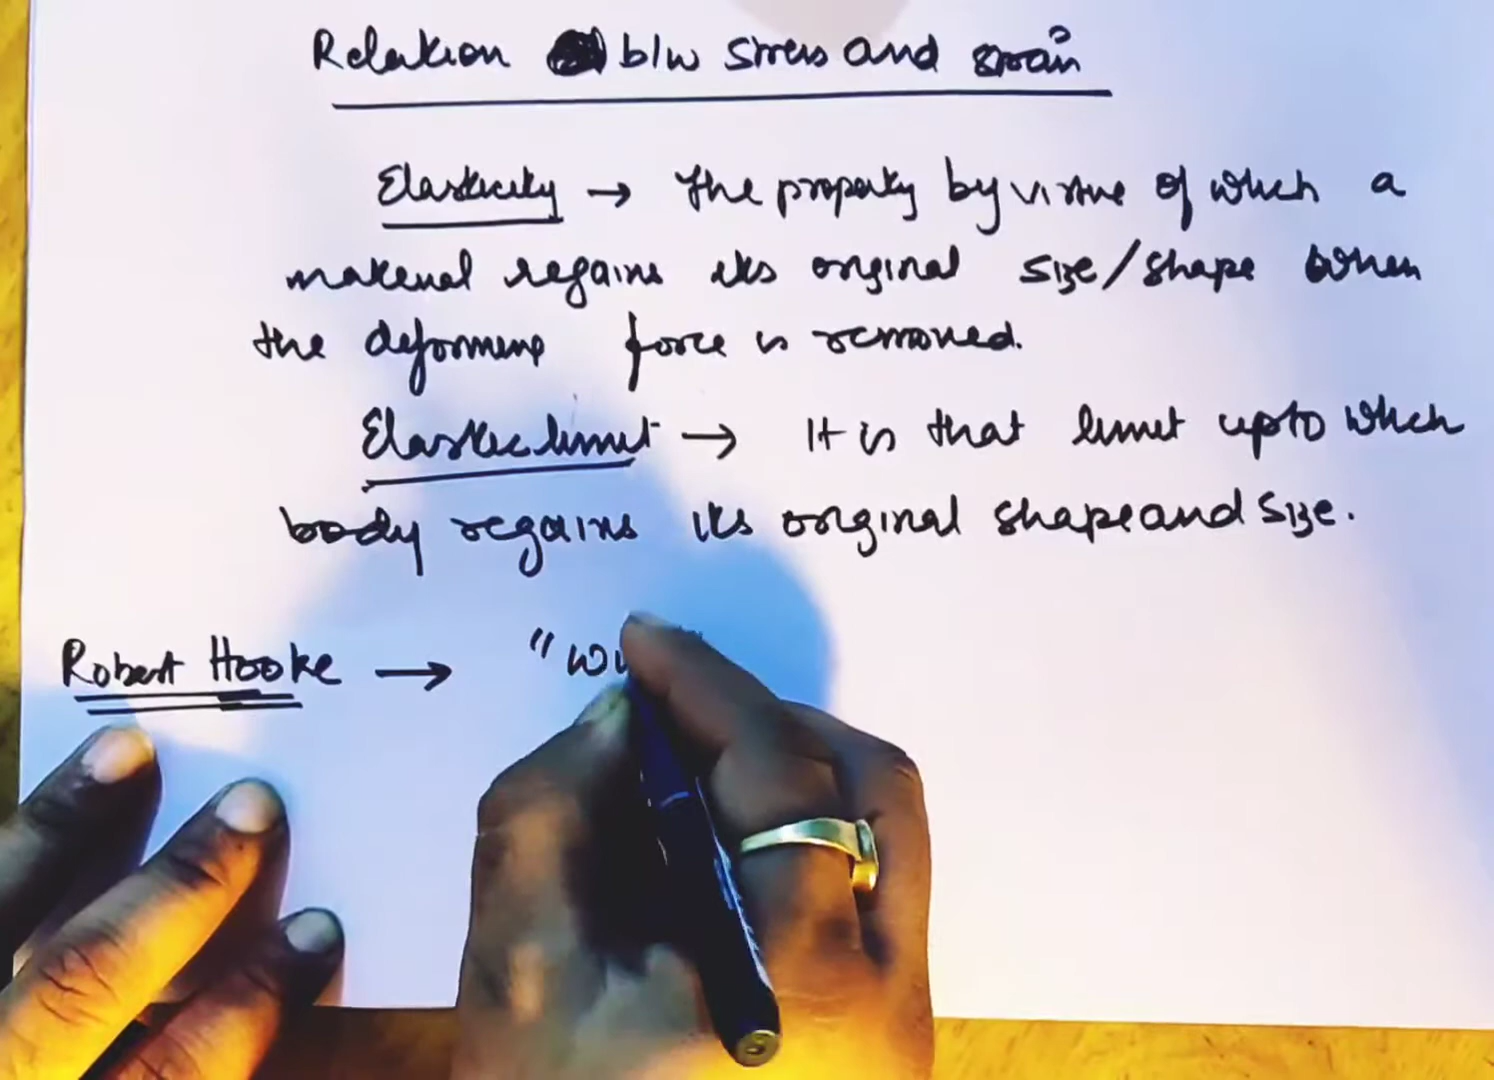 Relation b/w stress and strain
Elasticity → The property by virtue of which a
material regains its original size/shape when
the deforming force is removed.
Elastic limit → It is that limit upto which
body regains its original shape and size.
Robert Hooke → "